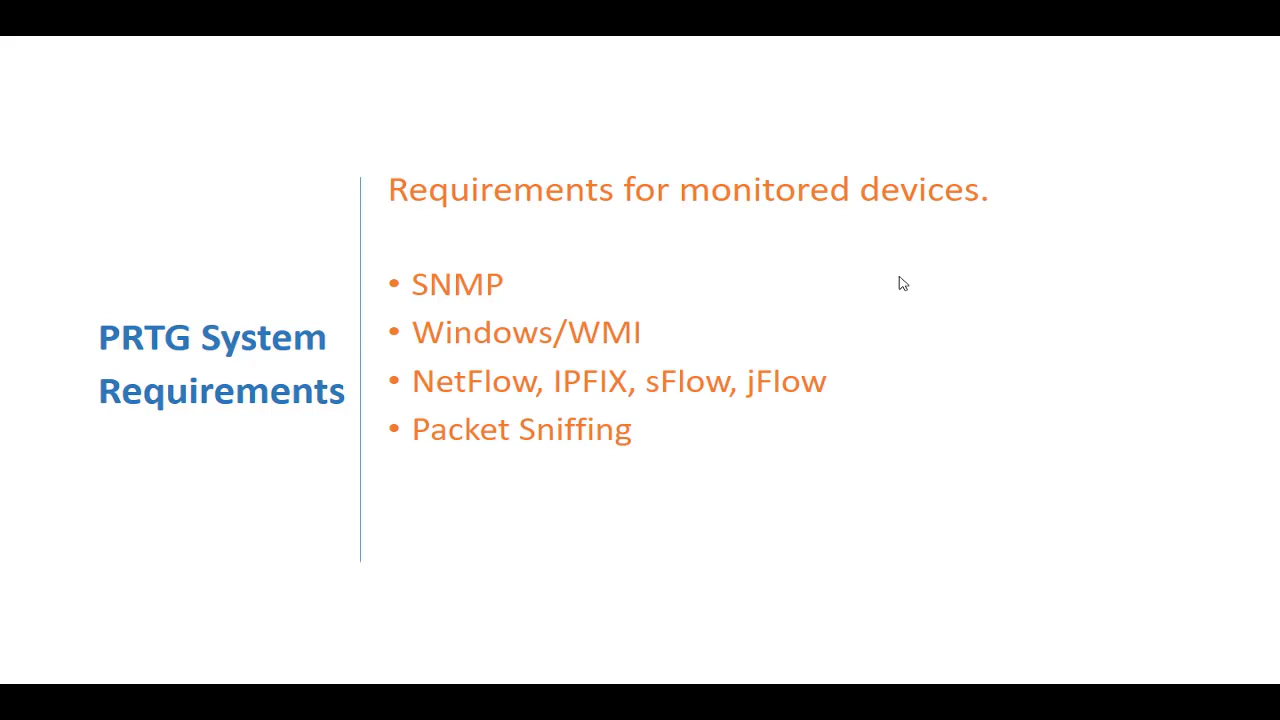 PRTG System
Requirements
Requirements for monitored devices.
• SNMP
• Windows/WMI
• NetFlow, IPFIX, sFlow, jFlow
• Packet Sniffing